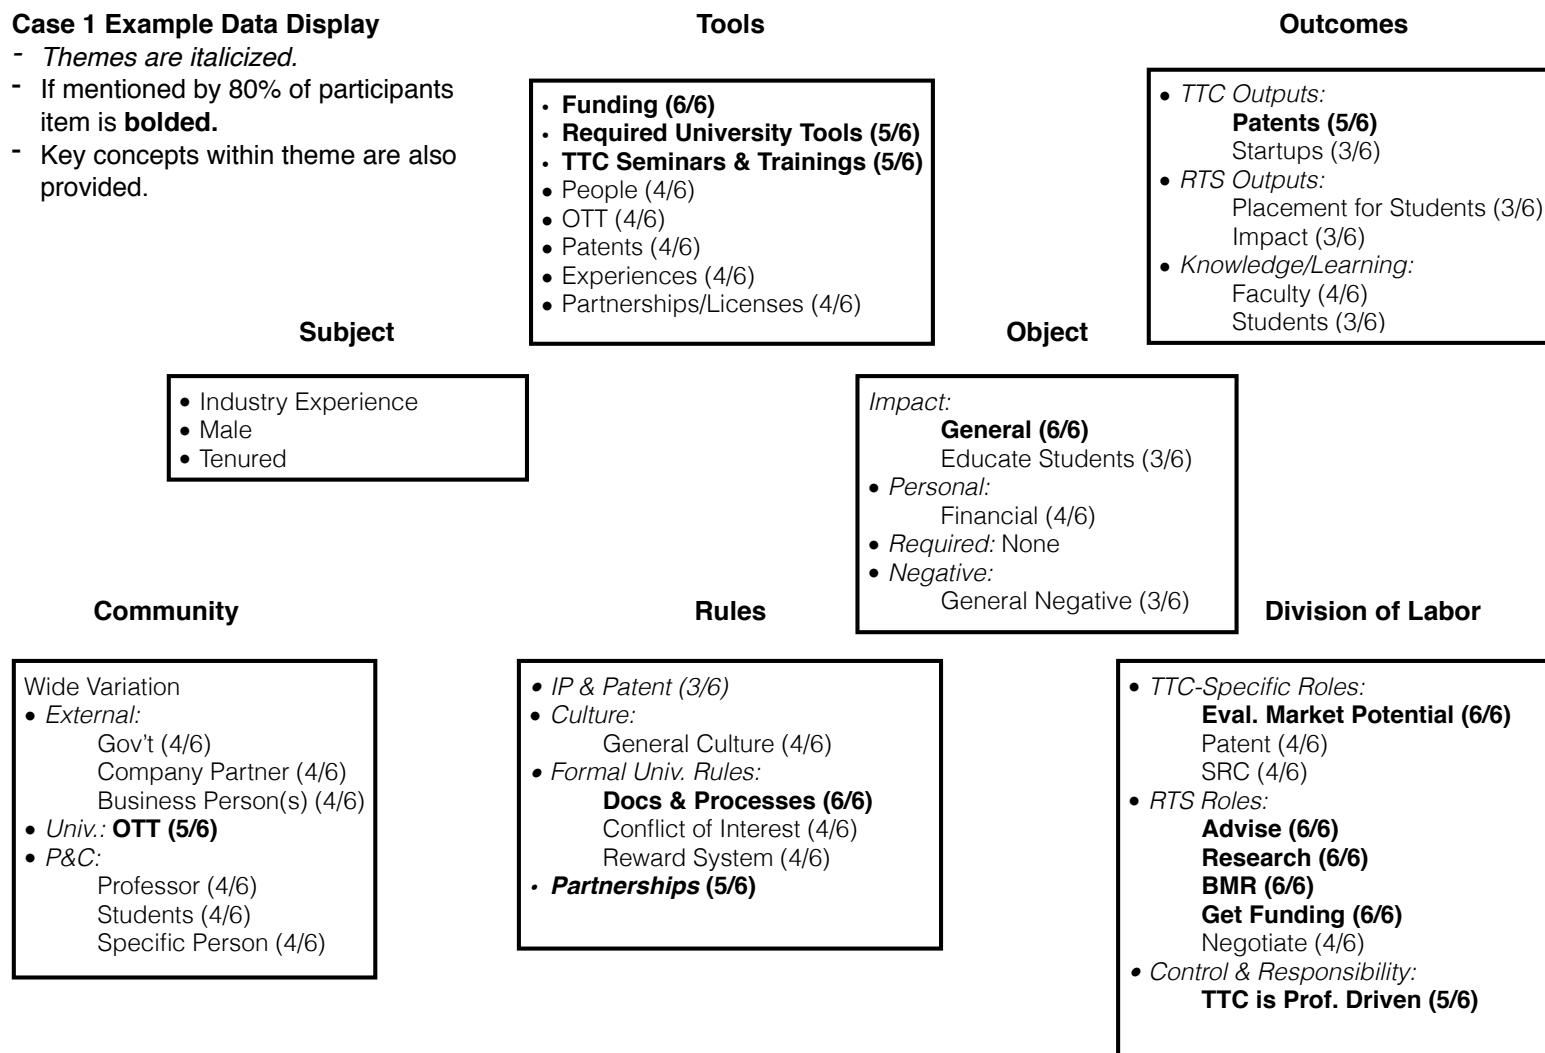 Case 1 Example Data Display
- Themes are italicized.
- If mentioned by 80% of participants
item is bolded.
- Key concepts within theme are also
provided.
Tools
• Funding (6/6)
• Required University Tools (5/6)
• TTC Seminars & Trainings (5/6)
• People (4/6)
• OTT (4/6)
• Patents (4/6)
• Experiences (4/6)
• Partnerships/Licenses (4/6)
Outcomes
• TTC Outputs:
Patents (5/6)
Startups (3/6)
• RTS Outputs:
Placement for Students (3/6)
Impact (3/6)
• Knowledge/Learning:
Faculty (4/6)
Students (3/6)
Subject
• Industry Experience
• Male
• Tenured
Object
Impact:
General (6/6)
Educate Students (3/6)
• Personal:
Financial (4/6)
• Required: None
• Negative:
General Negative (3/6)
Community
Wide Variation
• External:
Gov't (4/6)
Company Partner (4/6)
Business Person(s) (4/6)
• Univ.: OTT (5/6)
• P&C:
Professor (4/6)
Students (4/6)
Specific Person (4/6)
Rules
• IP & Patent (3/6)
• Culture:
General Culture (4/6)
• Formal Univ. Rules:
Docs & Processes (6/6)
Conflict of Interest (4/6)
Reward System (4/6)
• Partnerships (5/6)
Division of Labor
• TTC-Specific Roles:
Eval. Market Potential (6/6)
Patent (4/6)
SRC (4/6)
• RTS Roles:
Advise (6/6)
Research (6/6)
BMR (6/6)
Get Funding (6/6)
Negotiate (4/6)
• Control & Responsibility:
TTC is Prof. Driven (5/6)